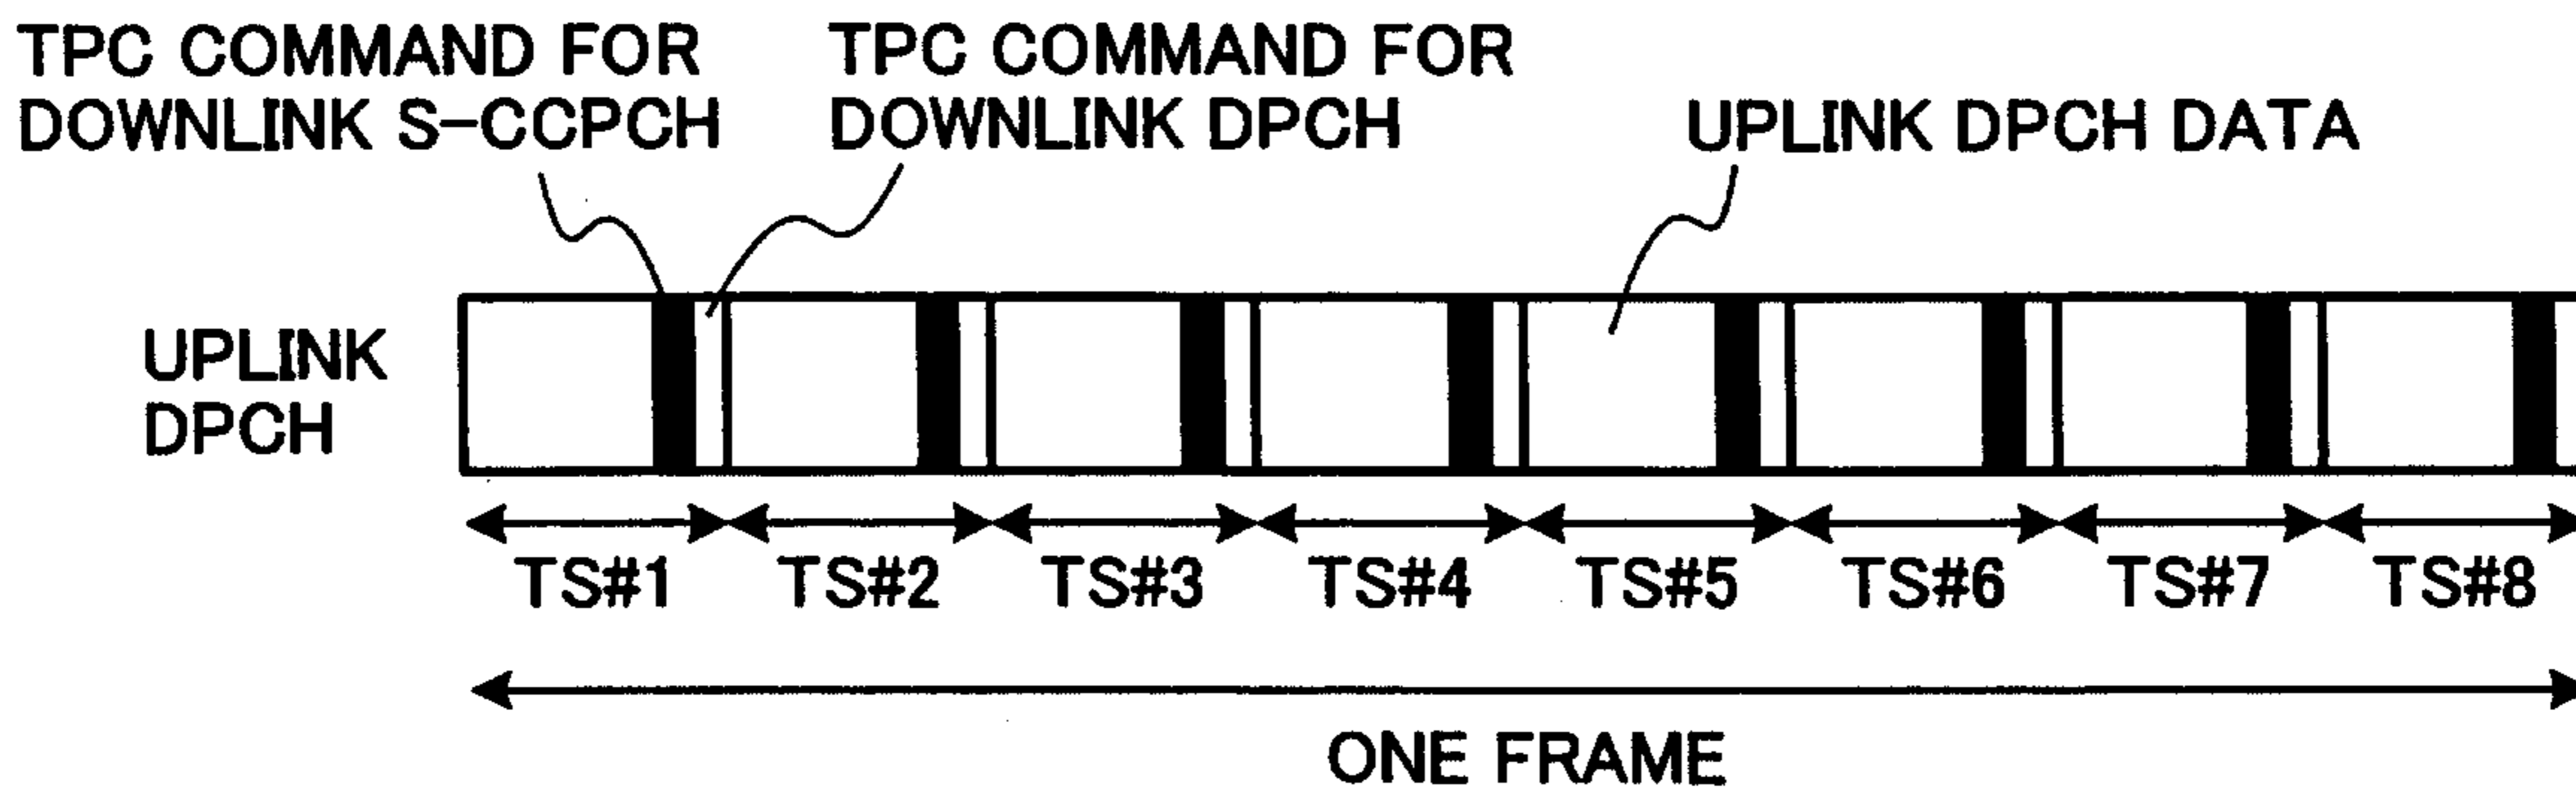 TPC COMMAND FOR
DOWNLINK S-CCPCH
TPC COMMAND FOR
DOWNLINK DPCH
UPLINK DPCH DATA
UPLINK
DPCH
TS#1 TS#2 TS#3 TS#4 TS#5 TS#6 TS#7 TS#8
ONE FRAME